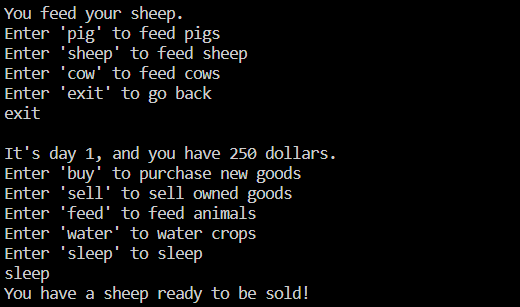 You feed your sheep.
Enter 'pig' to feed pigs
Enter 'sheep' to feed sheep
Enter 'cow' to feed cows
Enter 'exit' to go back
exit

It's day 1, and you have 250 dollars.
Enter 'buy' to purchase new goods
Enter 'sell' to sell owned goods
Enter 'feed' to feed animals
Enter 'water' to water crops
Enter 'sleep' to sleep
sleep
You have a sheep ready to be sold!